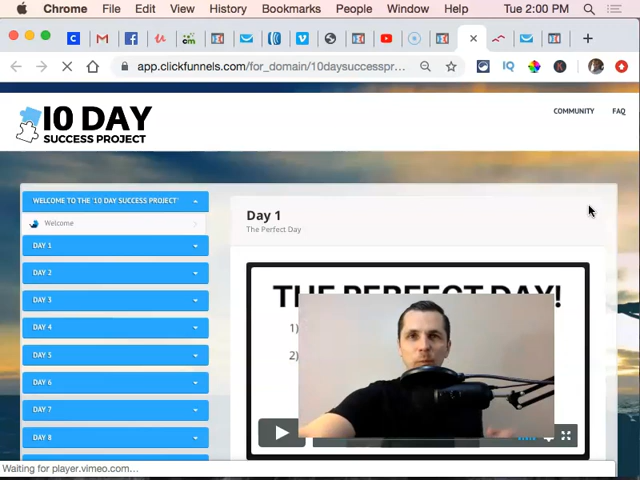 Chrome File Edit View History Bookmarks People Window Help Tue 2:00 PM
app.clickfunnels.com/for_domain/10daysuccesspr...
10 DAY
SUCCESS PROJECT
COMMUNITY FAQ
WELCOME TO THE '10 DAY SUCCESS PROJECT'
Welcome
DAY 1
DAY 2
DAY 3
DAY 4
DAY 5
DAY 6
DAY 7
DAY 8
Day 1
The Perfect Day
THE PERFECT DAY!
1)
2)
Waiting for player.vimeo.com...